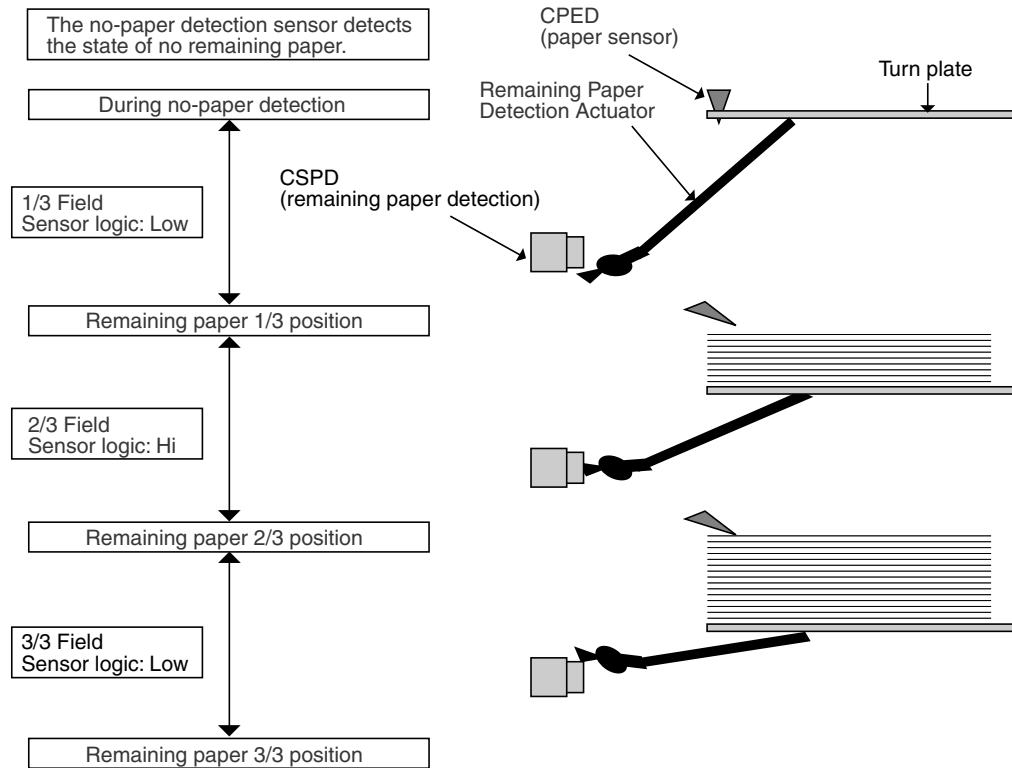 The no-paper detection sensor detects
the state of no remaining paper.
During no-paper detection
1/3 Field
Sensor logic: Low
Remaining paper 1/3 position
2/3 Field
Sensor logic: Hi
Remaining paper 2/3 position
3/3 Field
Sensor logic: Low
Remaining paper 3/3 position
CPED
(paper sensor)
Turn plate
Remaining Paper
Detection Actuator
CSPD
(remaining paper detection)